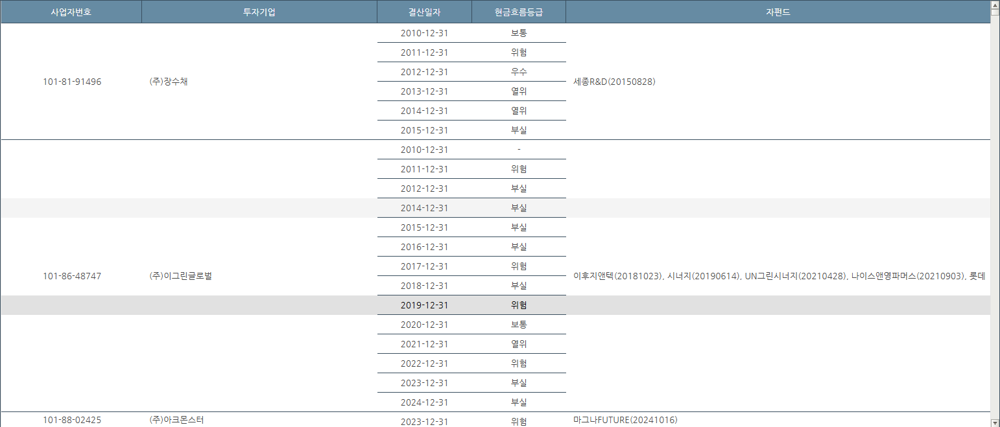 사업자번호 투자기업 결산일자 현금흐름등급 자펀드
2010-12-31 보통
2011-12-31 위험
2012-12-31 우수
101-81-91496 (주)장수채 세종R&D(20150828)
2013-12-31 열위
2014-12-31 열위
2015-12-31 부실
2010-12-31 -
2011-12-31 위험
2012-12-31 부실
2014-12-31 부실
2015-12-31 부실
2016-12-31 부실
2017-12-31 위험
101-86-48747 (주)이그린글로벌 이후지앤텍(20181023), 시너지(20190614), UN그린시너지(20210428), 나이스앤영파머스(20210903), 롯데
2018-12-31 부실
2019-12-31 위험
2020-12-31 보통
2021-12-31 열위
2022-12-31 위험
2023-12-31 부실
2024-12-31 부실
101-88-02425 (주)아크몬스터 2023-12-31 위험 마그나FUTURE(20241016)